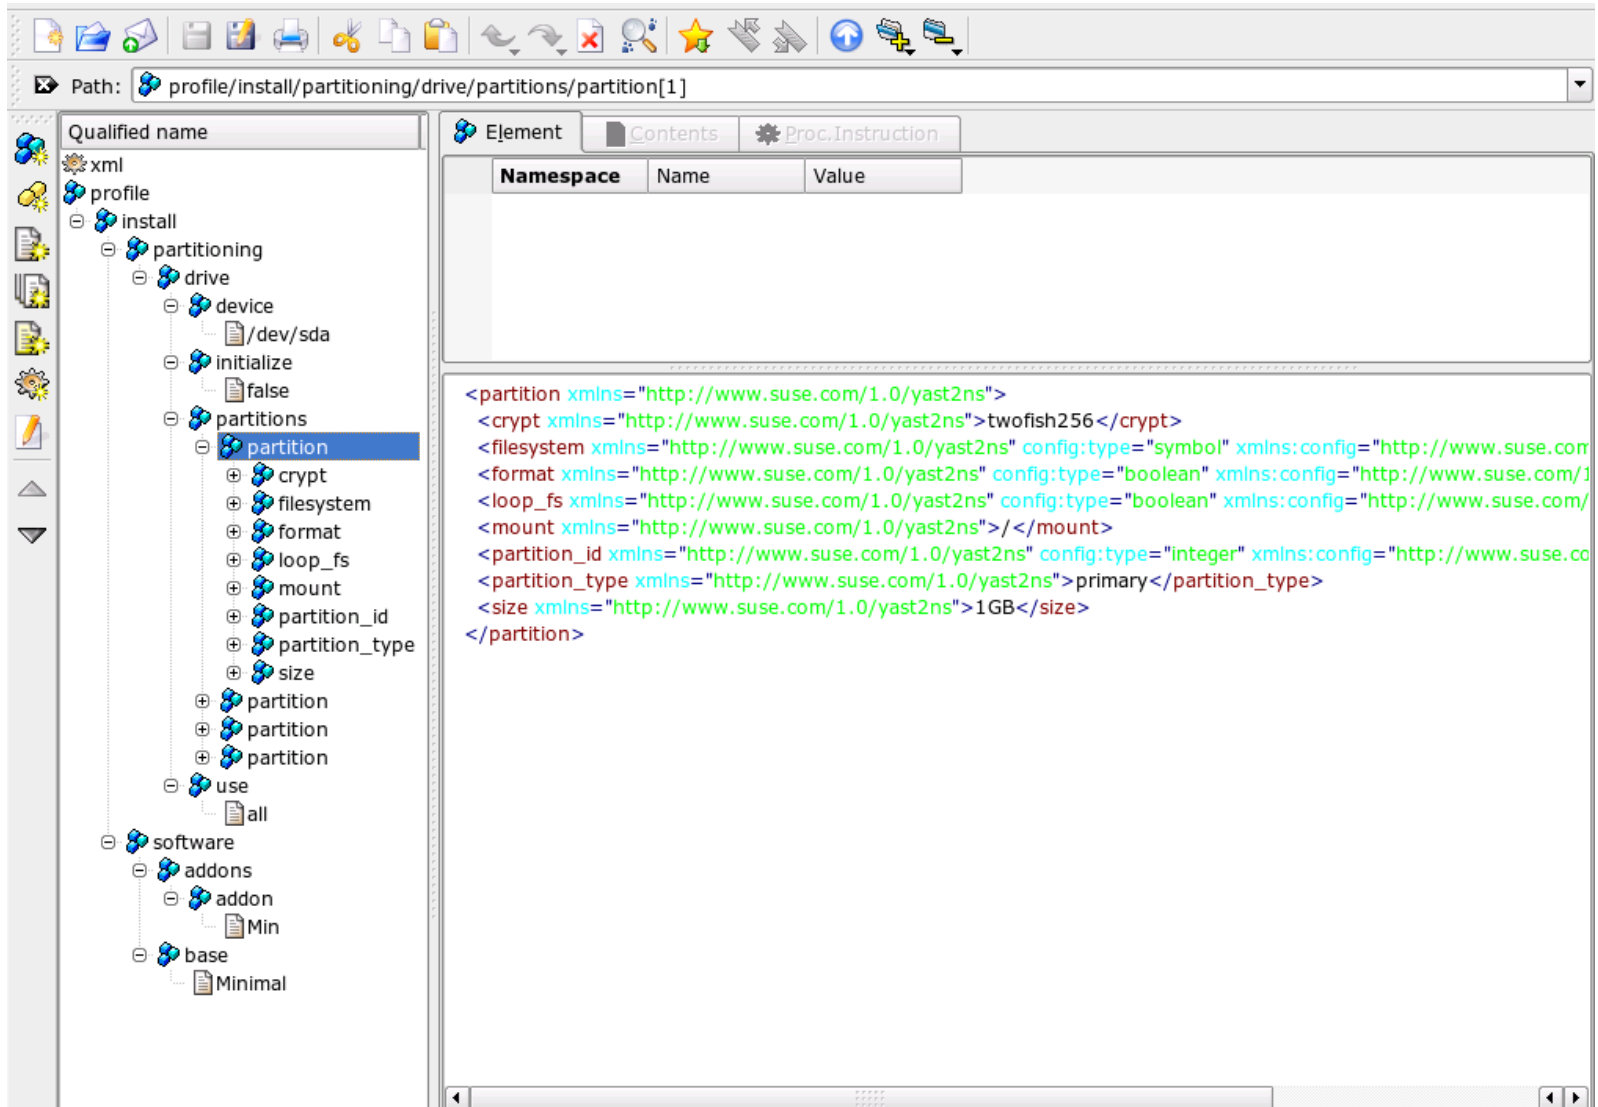 Path: profile/install/partitioning/drive/partitions/partition[1]
Qualified name
xml
profile
install
partitioning
drive
device
/dev/sda
initialize
false
partitions
partition
crypt
filesystem
format
loop_fs
mount
partition_id
partition_type
size
partition
partition
partition
use
all
software
addons
addon
Min
base
Minimal
Element Contents Proc.Instruction
Namespace Name Value
<partition xmlns="http://www.suse.com/1.0/yast2ns">
<crypt xmlns="http://www.suse.com/1.0/yast2ns">twofish256</crypt>
<filesystem xmlns="http://www.suse.com/1.0/yast2ns" config:type="symbol" xmlns:config="http://www.suse.com
<format xmlns="http://www.suse.com/1.0/yast2ns" config:type="boolean" xmlns:config="http://www.suse.com/1
<loop_fs xmlns="http://www.suse.com/1.0/yast2ns" config:type="boolean" xmlns:config="http://www.suse.com/
<mount xmlns="http://www.suse.com/1.0/yast2ns">/</mount>
<partition_id xmlns="http://www.suse.com/1.0/yast2ns" config:type="integer" xmlns:config="http://www.suse.co
<partition_type xmlns="http://www.suse.com/1.0/yast2ns">primary</partition_type>
<size xmlns="http://www.suse.com/1.0/yast2ns">1GB</size>
</partition>